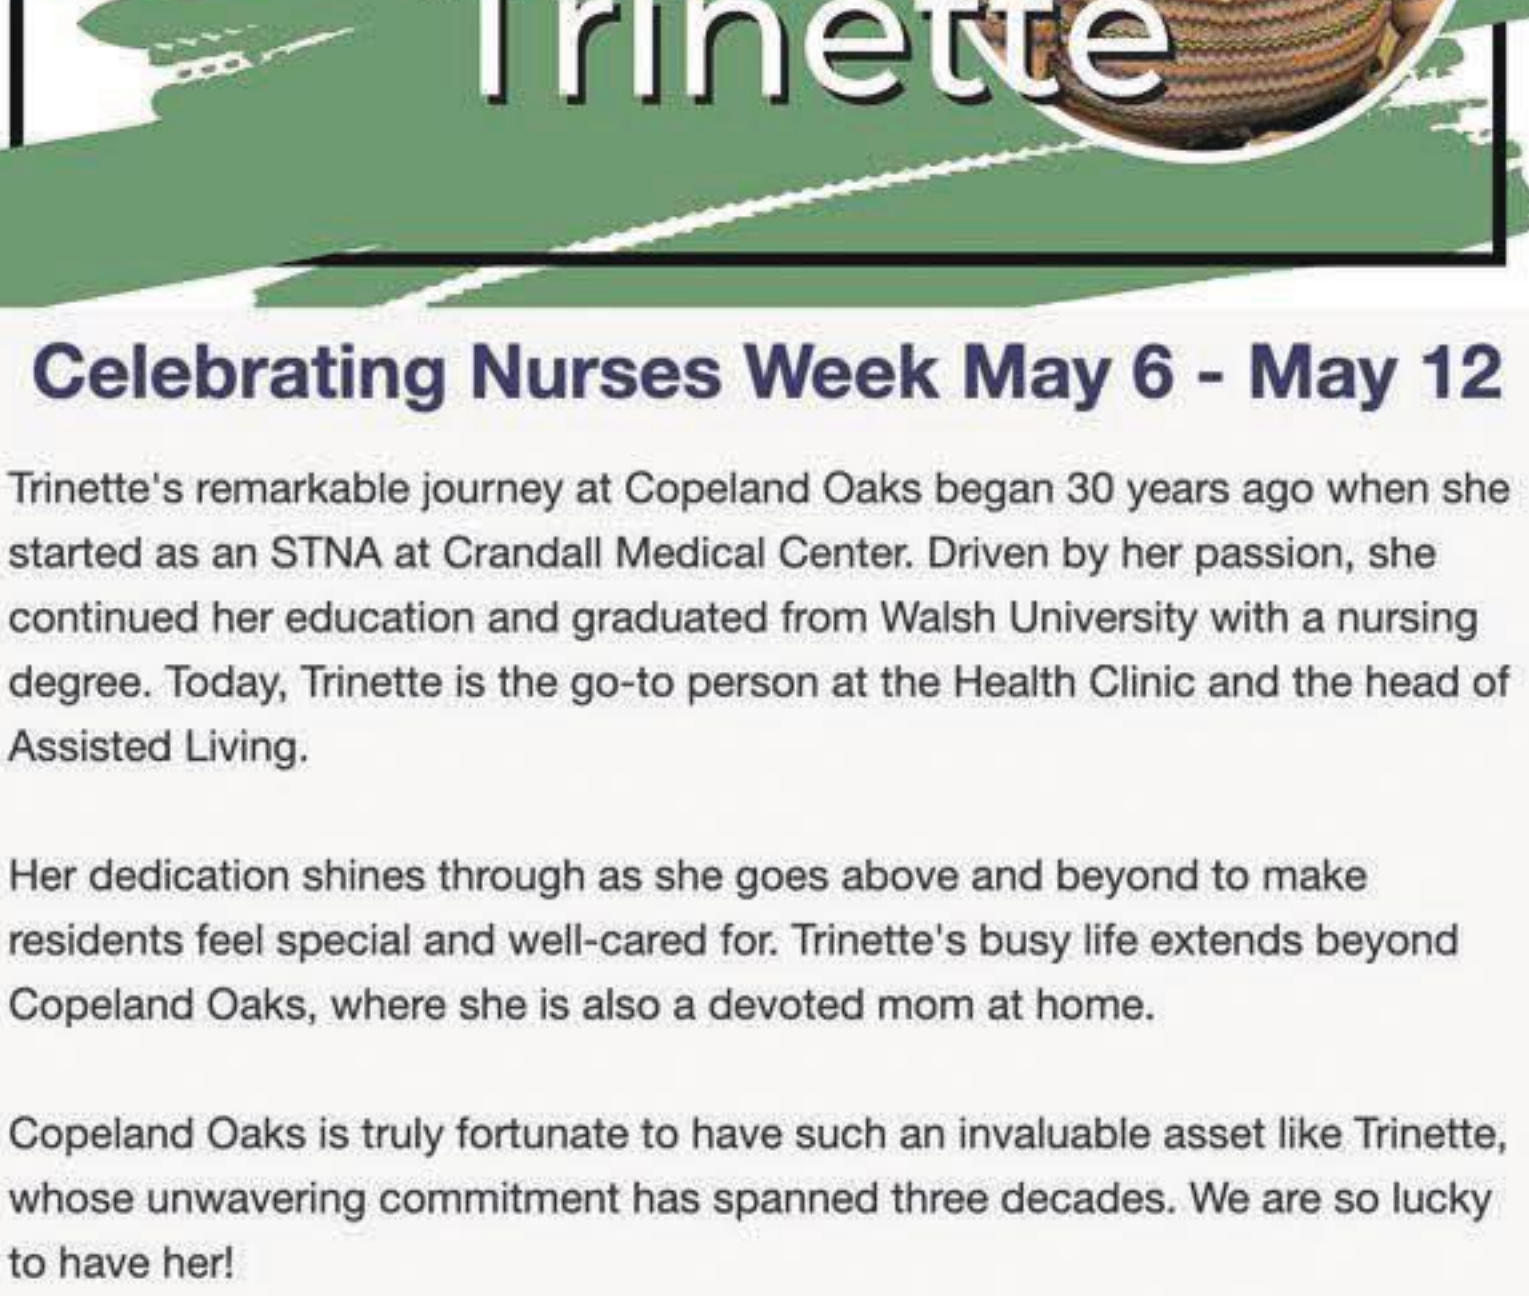 Trinette
Celebrating Nurses Week May 6 - May 12
Trinette's remarkable journey at Copeland Oaks began 30 years ago when she
started as an STNA at Crandall Medical Center. Driven by her passion, she
continued her education and graduated from Walsh University with a nursing
degree. Today, Trinette is the go-to person at the Health Clinic and the head of
Assisted Living.
Her dedication shines through as she goes above and beyond to make
residents feel special and well-cared for. Trinette's busy life extends beyond
Copeland Oaks, where she is also a devoted mom at home.
Copeland Oaks is truly fortunate to have such an invaluable asset like Trinette,
whose unwavering commitment has spanned three decades. We are so lucky
to have her!